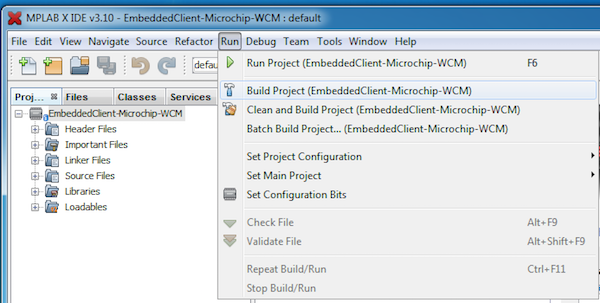 MPLAB X IDE v3.10 - EmbeddedClient-Microchip-WCM : default
File Edit View Navigate Source Refactor Run Debug Team Tools Window Help
defau
Run Project (EmbeddedClient-Microchip-WCM) F6
Build Project (EmbeddedClient-Microchip-WCM)
Clean and Build Project (EmbeddedClient-Microchip-WCM)
Batch Build Project... (EmbeddedClient-Microchip-WCM)
Set Project Configuration
Set Main Project
Set Configuration Bits
Check File Alt+F9
Validate File Alt+Shift+F9
Repeat Build/Run Ctrl+F11
Stop Build/Run
Proj... Files Classes Services
EmbeddedClient-Microchip-WCM
Header Files
Important Files
Linker Files
Source Files
Libraries
Loadables